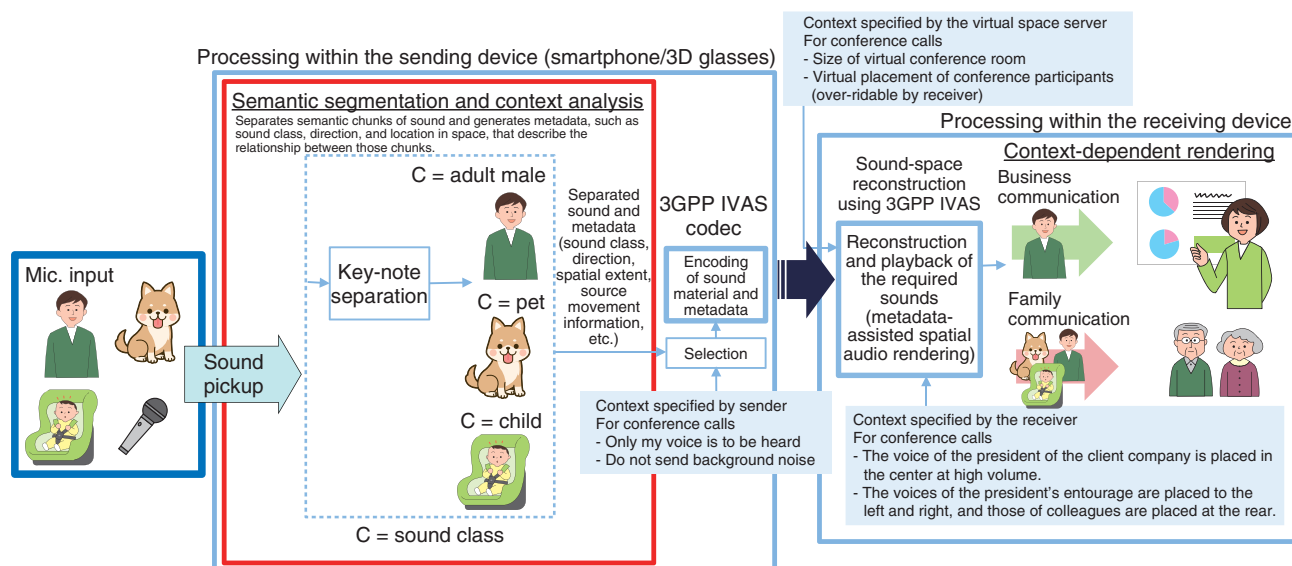 Processing within the sending device (smartphone/3D glasses)
Semantic segmentation and context analysis
Separates semantic chunks of sound and generates metadata, such as
sound class, direction, and location in space, that describe the
relationship between those chunks.
Mic. input
Sound
pickup
Key-note
separation
C = adult male
C = pet
C = child
C = sound class
Separated
sound and
metadata
(sound class,
direction,
spatial extent,
source
movement
information,
etc.)
3GPP IVAS
codec
Encoding
of sound
material and
metadata
Selection
Context specified by sender
For conference calls
- Only my voice is to be heard
- Do not send background noise
Context specified by the virtual space server
For conference calls
- Size of virtual conference room
- Virtual placement of conference participants
(over-ridable by receiver)
Processing within the receiving device
Context-dependent rendering
Sound-space
reconstruction
using 3GPP IVAS
Reconstruction
and playback of
the required
sounds
(metadata-
assisted spatial
audio rendering)
Business
communication
Family
communication
Context specified by the receiver
For conference calls
- The voice of the president of the client company is placed in
the center at high volume.
- The voices of the president's entourage are placed to the
left and right, and those of colleagues are placed at the rear.